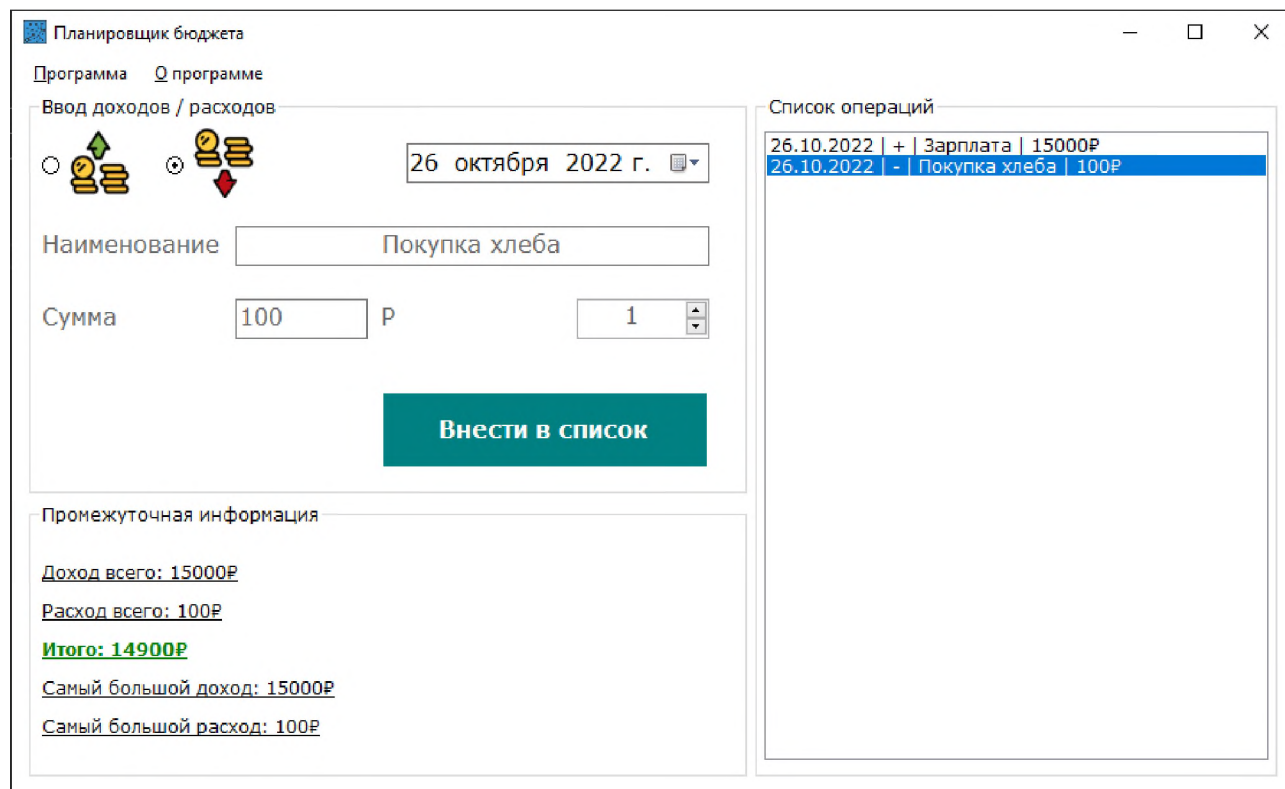 Планировщик бюджета
Программа О программе
Ввод доходов / расходов
26 октября 2022 г.
Наименование Покупка хлеба
Сумма 100 Р 1
Внести в список
Промежуточная информация
Доход всего: 15000₽
Расход всего: 100₽
Итого: 14900₽
Самый большой доход: 15000₽
Самый большой расход: 100₽
Список операций
26.10.2022 | + | Зарплата | 15000₽
26.10.2022 | - | Покупка хлеба | 100₽